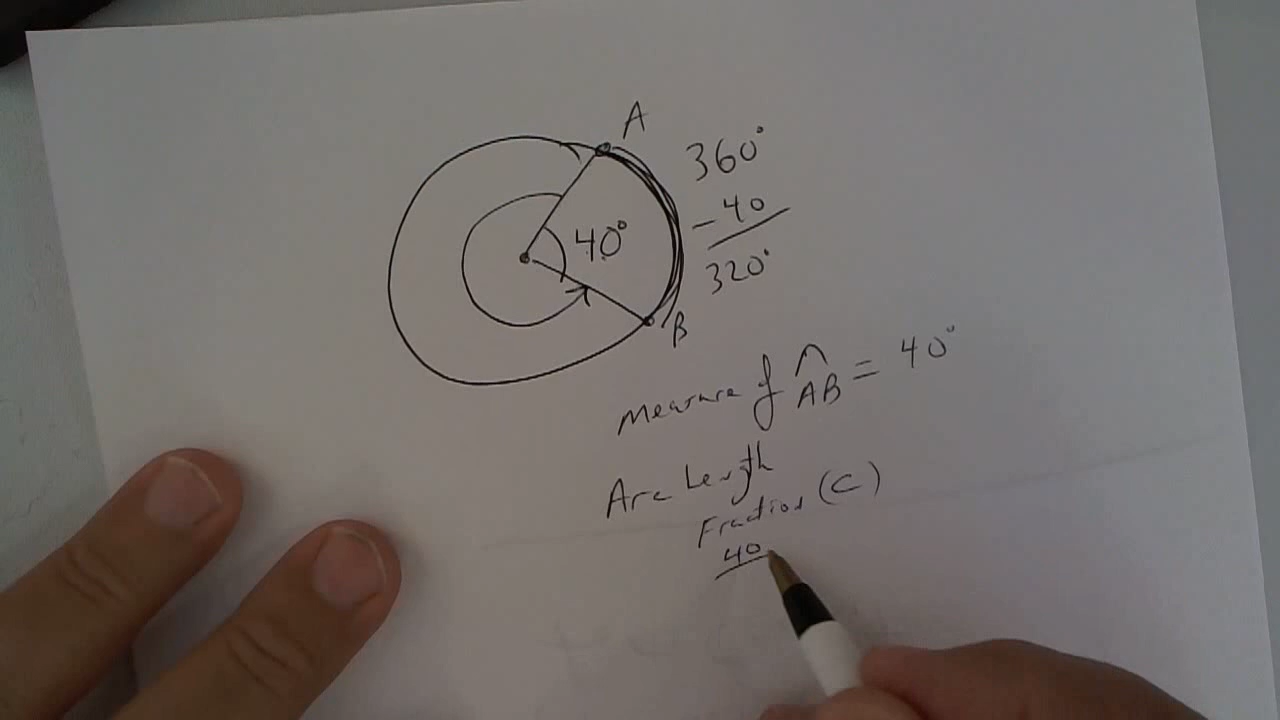 A
360°
- 40
40°
320°
B
Measure of AB = 40°
Arc Length
Fraction (C)
40